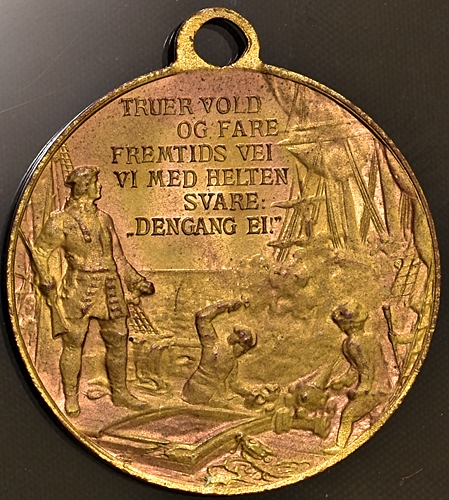 TRUER VOLD
OG FARE
FREMTIDS VEI
VI MED HELTEN
SVARE:
„DENGANG EI!”